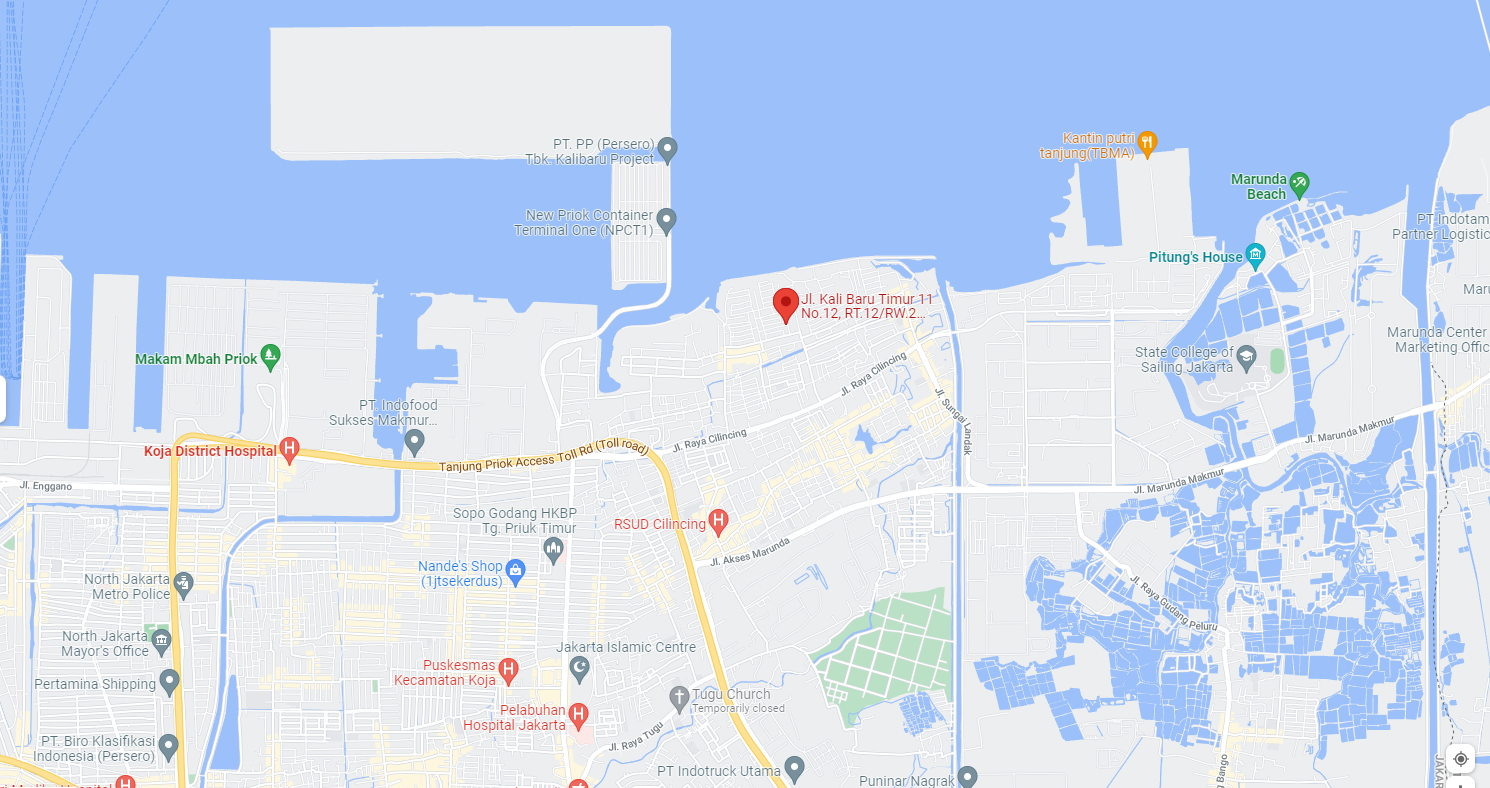 PT. PP (Persero)
Tbk. Kalibaru Project
Kantin putri
tanjung(TBMA)
Marunda
Beach
New Priok Container
Terminal One (NPCT1)
PT Indotam
Partner Logistic
Pitung's House
Maru
Jl. Kali Baru Timur 11
No.12, RT.12/RW.2...
Marunda Center
Marketing Offic
Makam Mbah Priok
State College of
Sailing Jakarta
Jl. Raya Cilincing
PT. Indofood
Sukses Makmur...
Jl. Sungai Landak
Jl. Raya Cilincing
Jl. Marunda Makmur
Koja District Hospital
Tanjung Priok Access Toll Rd (Toll road)
Jl. Enggano
Jl. Marunda Makmur
Sopo Godang HKBP
Tg. Priuk Timur
RSUD Cilincing
Jl. Akses Marunda
Nande's Shop
(1jtsekerdus)
North Jakarta
Metro Police
Jl. Raya Gudang Peluru
North Jakarta
Mayor's Office
Jakarta Islamic Centre
Puskesmas
Kecamatan Koja
Pertamina Shipping
Tugu Church
Temporarily closed
Pelabuhan
Hospital Jakarta
Jl. Raya Tugu
PT. Biro Klasifikasi
Indonesia (Persero)
PT Indotruck Utama
Puninar Nagrak
Bango
JAKAR